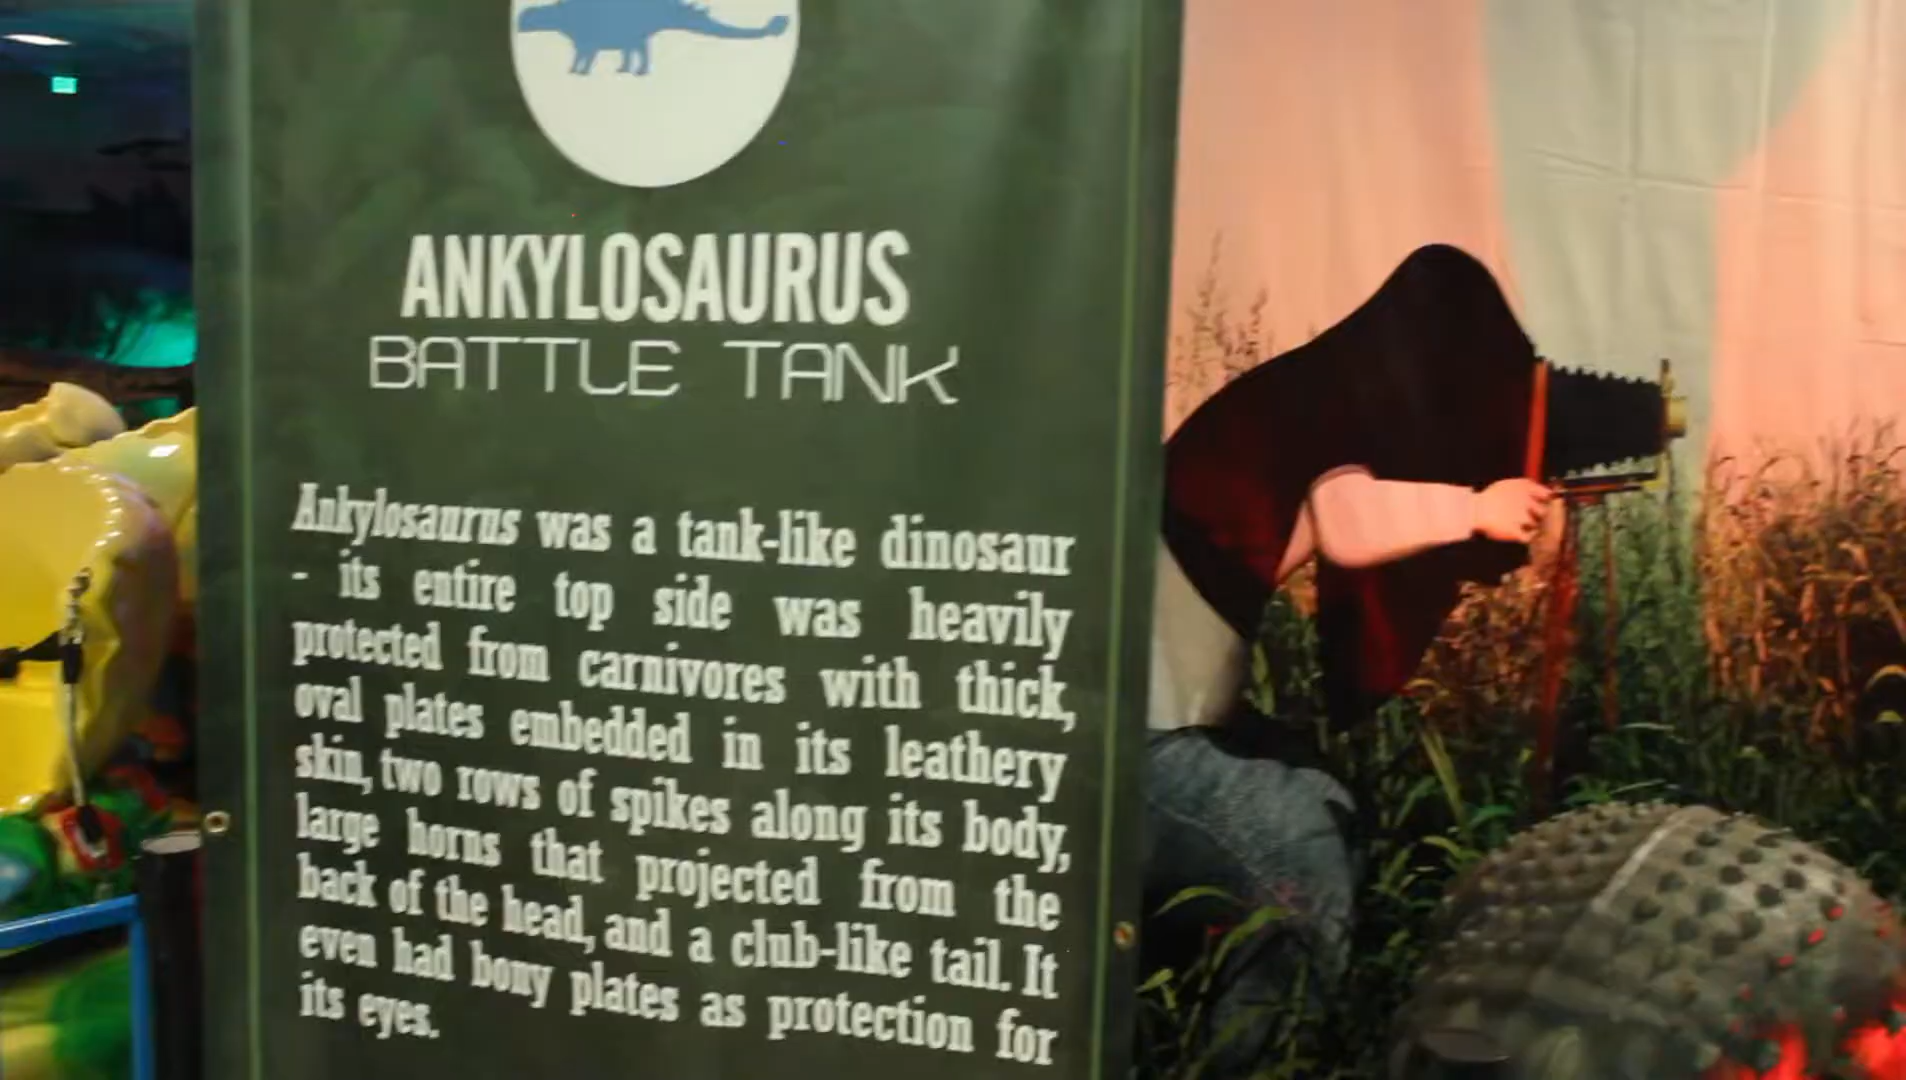 ANKYLOSAURUS
BATTLE TANK
Ankylosaurus was a tank-like dinosaur
- its entire top side was heavily
protected from carnivores with thick,
oval plates embedded in its leathery
skin, two rows of spikes along its body,
large horns that projected from the
back of the head, and a club-like tail. It
even had bony plates as protection for
its eyes.